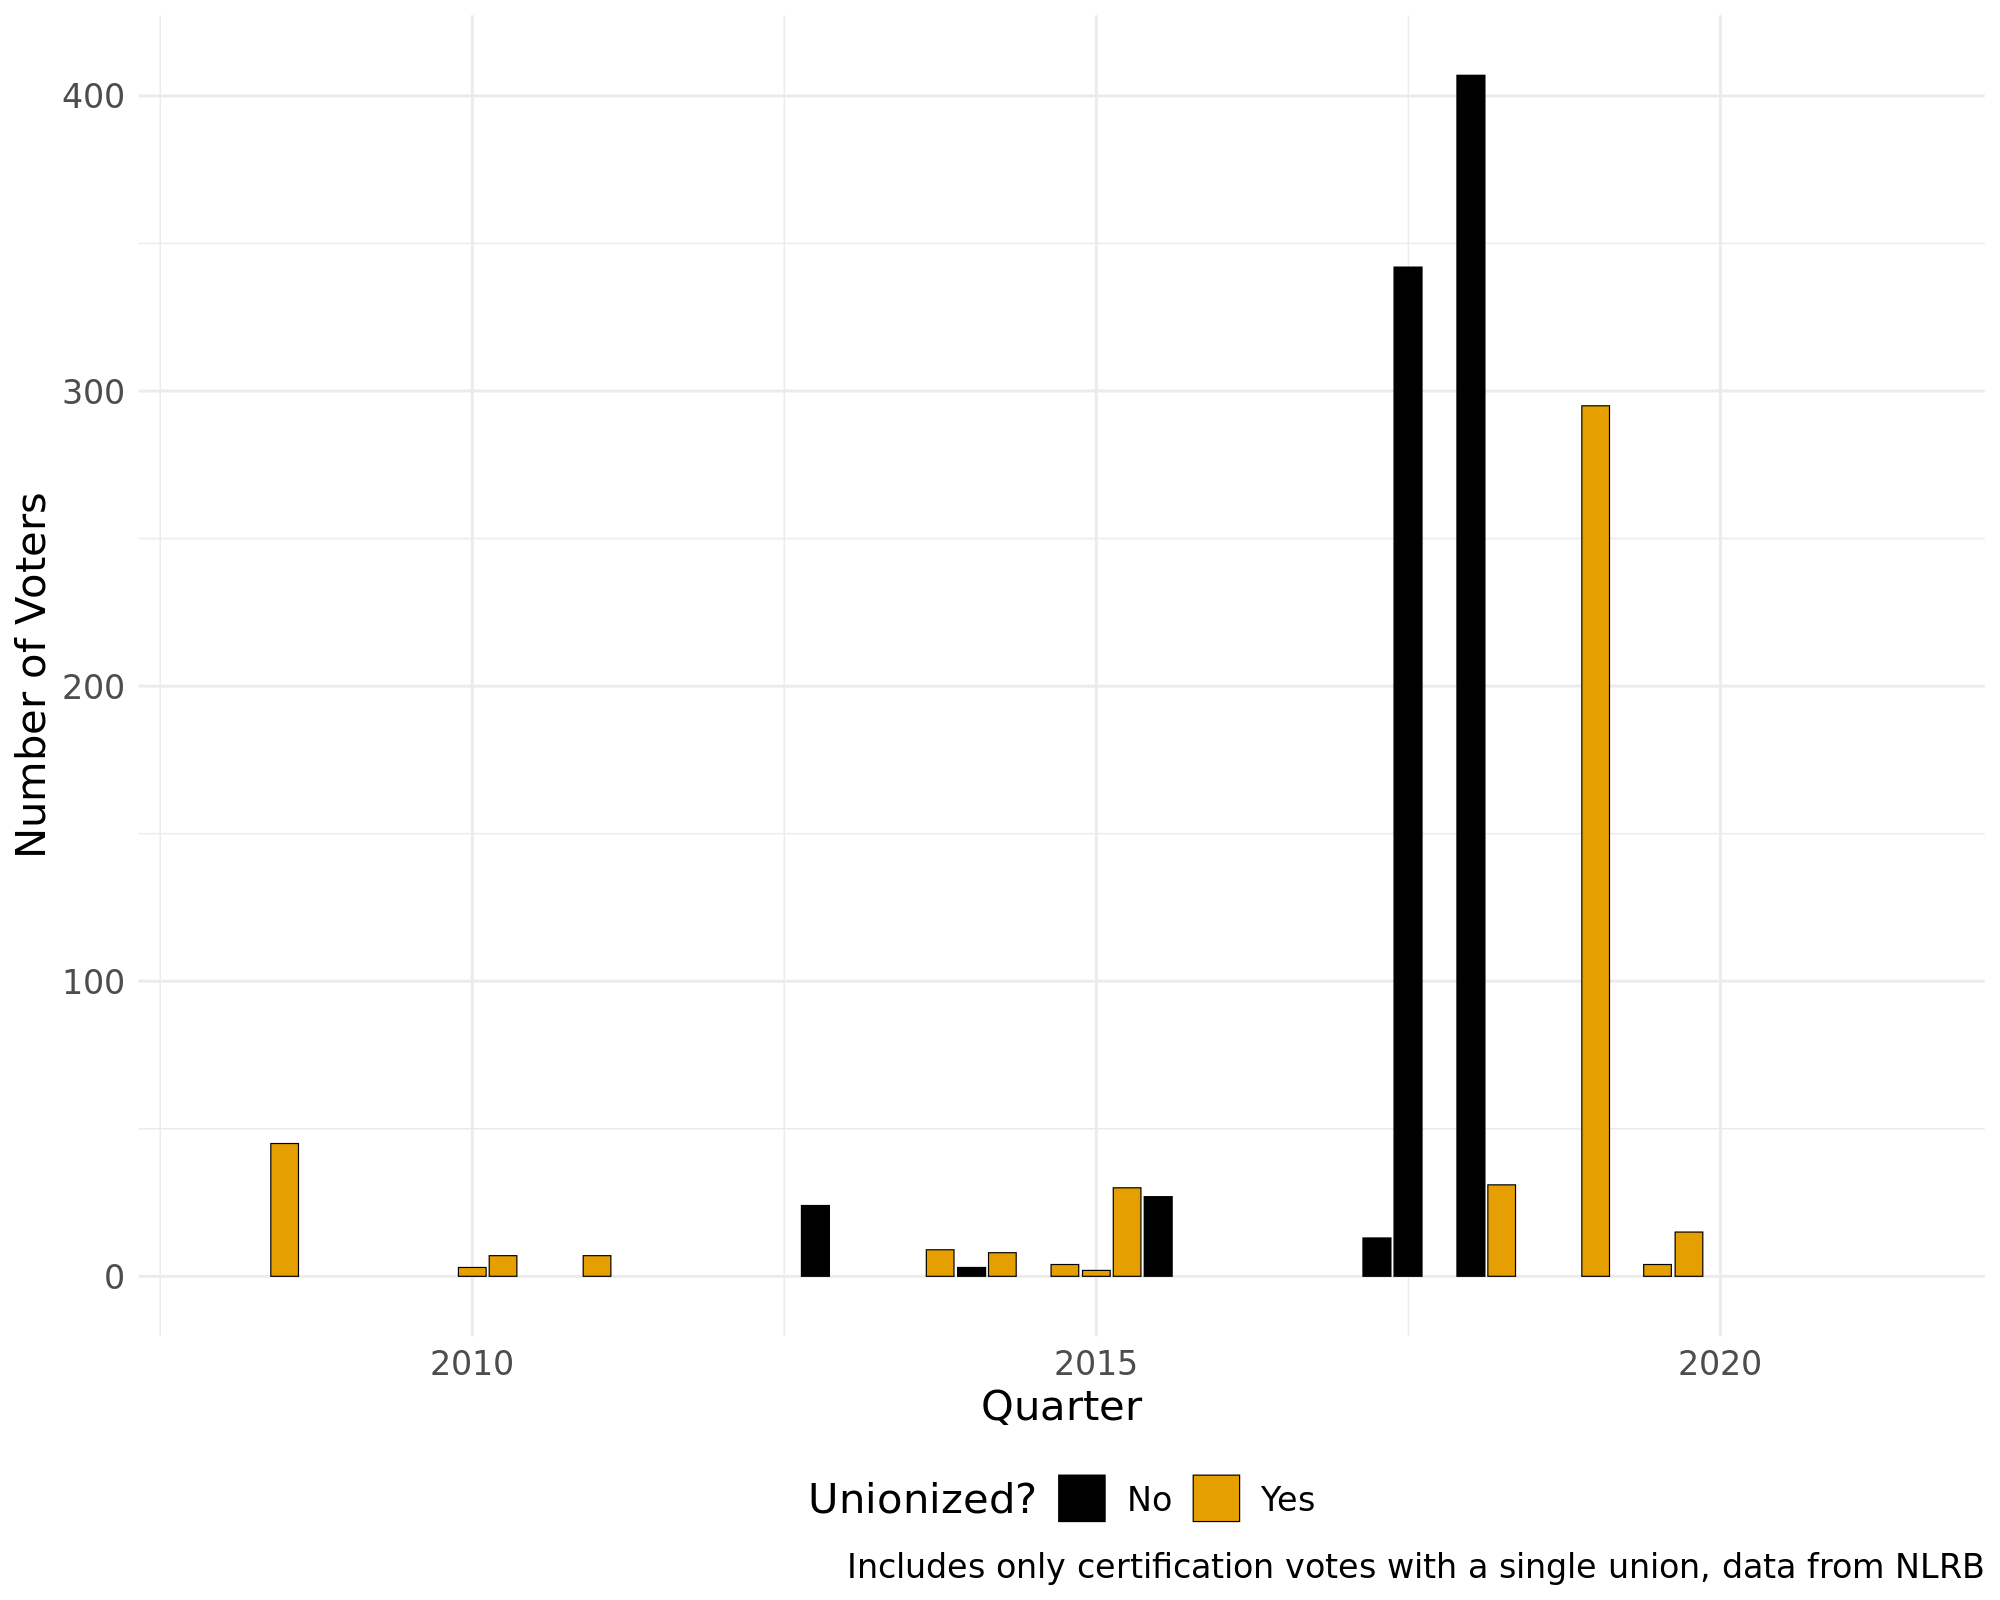 400
300
200
100
0
Number of Voters
2010 2015 2020
Quarter
Unionized? No Yes
Includes only certification votes with a single union, data from NLRB